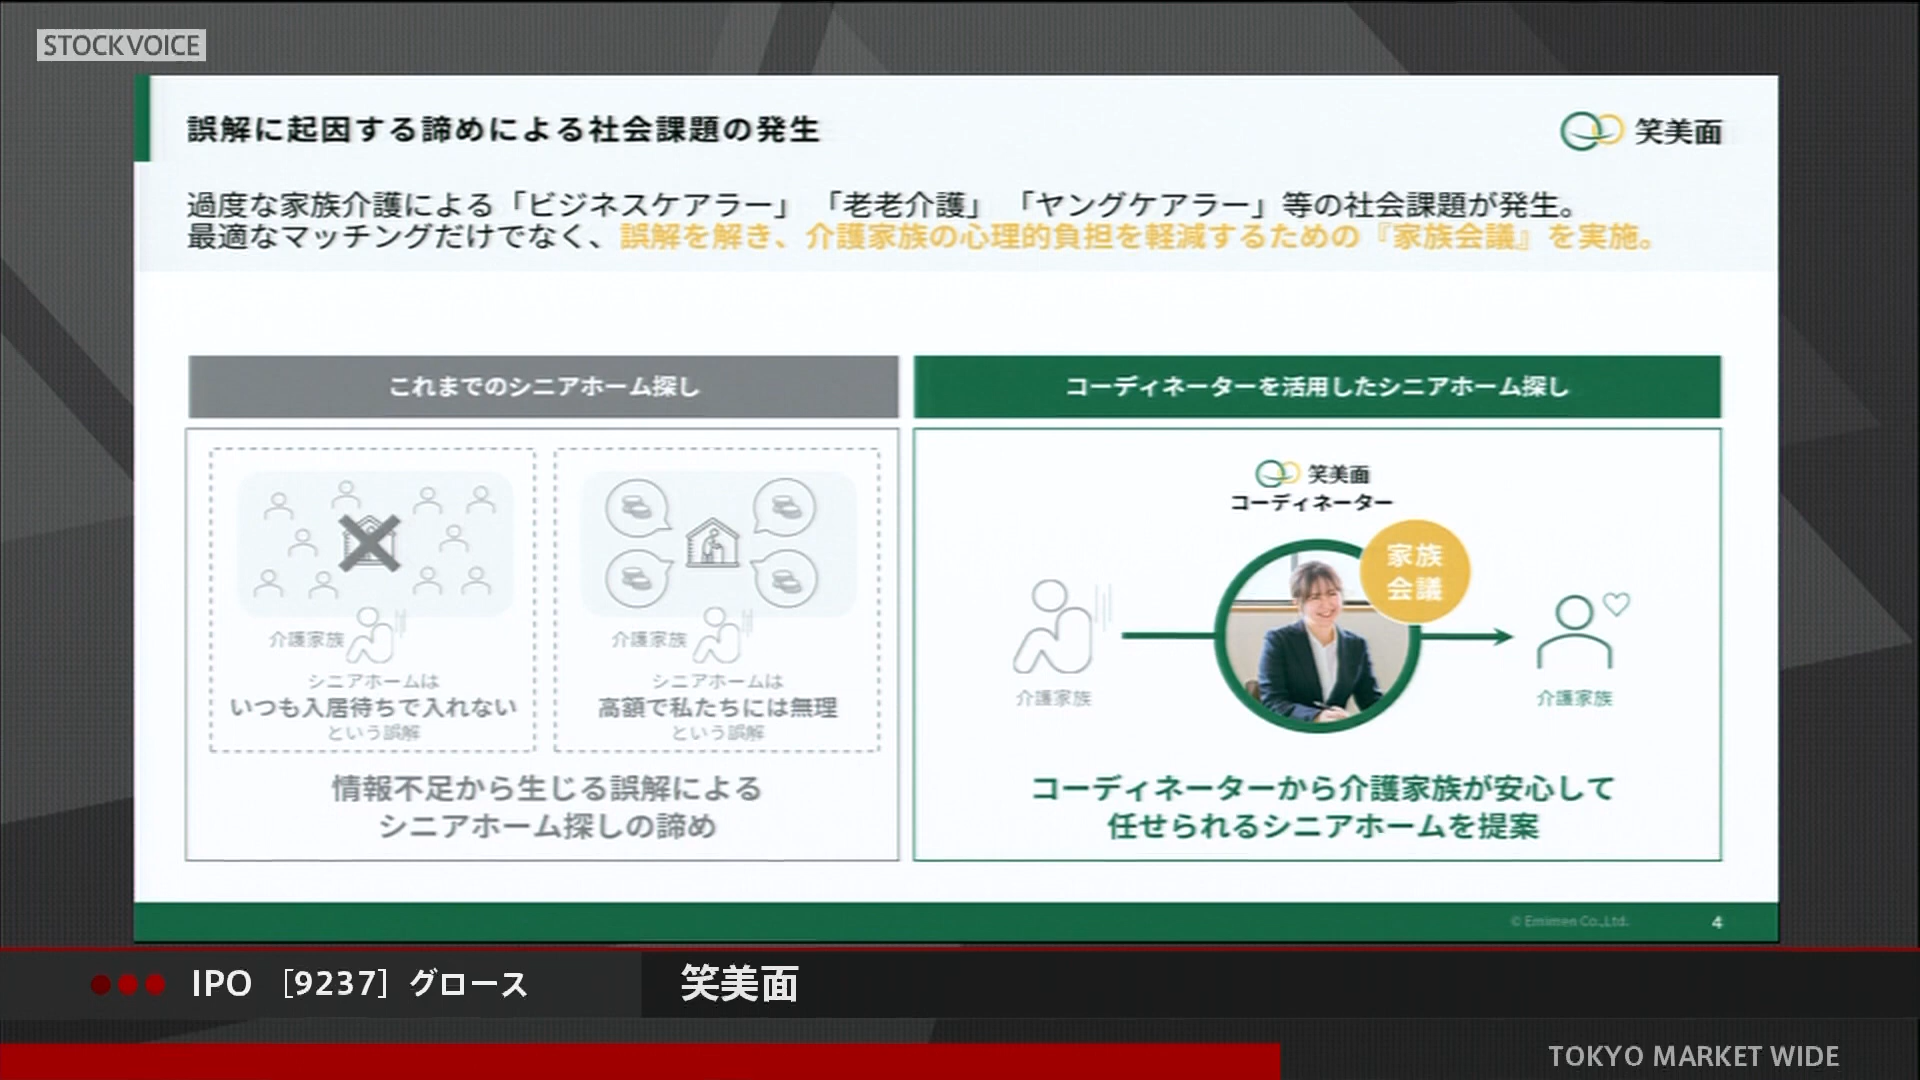 STOCKVOICE
誤解に起因する諦めによる社会課題の発生
笑美面
過度な家族介護による「ビジネスケアラー」「老老介護」「ヤングケアラー」等の社会課題が発生。
最適なマッチングだけでなく、誤解を解き、介護家族の心理的負担を軽減するための『家族会議』を実施。
これまでのシニアホーム探し
介護家族
シニアホームは
いつも入居待ちで入れない
という誤解
介護家族
シニアホームは
高額で私たちには無理
という誤解
情報不足から生じる誤解による
シニアホーム探しの諦め
コーディネーターを活用したシニアホーム探し
笑美面
コーディネーター
家族
会議
介護家族
介護家族
コーディネーターから介護家族が安心して
任せられるシニアホームを提案
© Emimen Co.,Ltd.
4
IPO [9237] グロース
笑美面
TOKYO MARKET WIDE